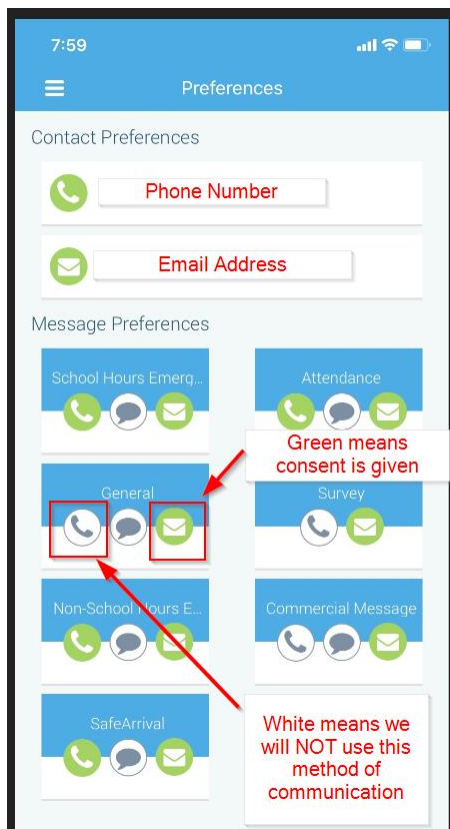 7:59
Preferences
Contact Preferences
Phone Number
Email Address
Message Preferences
School Hours Emerg...
Attendance
Green means
consent is given
General
Survey
Non-School Hours E...
Commercial Message
SafeArrival
White means we
will NOT use this
method of
communication